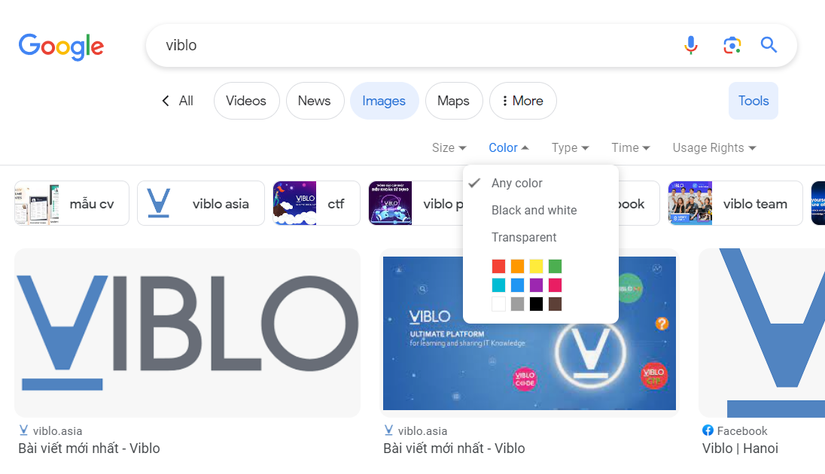 Google
viblo
All
Videos
News
Images
Maps
More
Tools
Size
Color
Type
Time
Usage Rights
Any color
Black and white
Transparent
mẫu cv
viblo asia
ctf
viblo
viblo team
VIBLO
VIBLO
ULTIMATE PLATFORM
for learning and sharing IT Knowledge
VIBLO
CODE
VIBLO
CTF
viblo.asia
Bài viết mới nhất - Viblo
viblo.asia
Bài viết mới nhất - Viblo
Facebook
Viblo | Hanoi